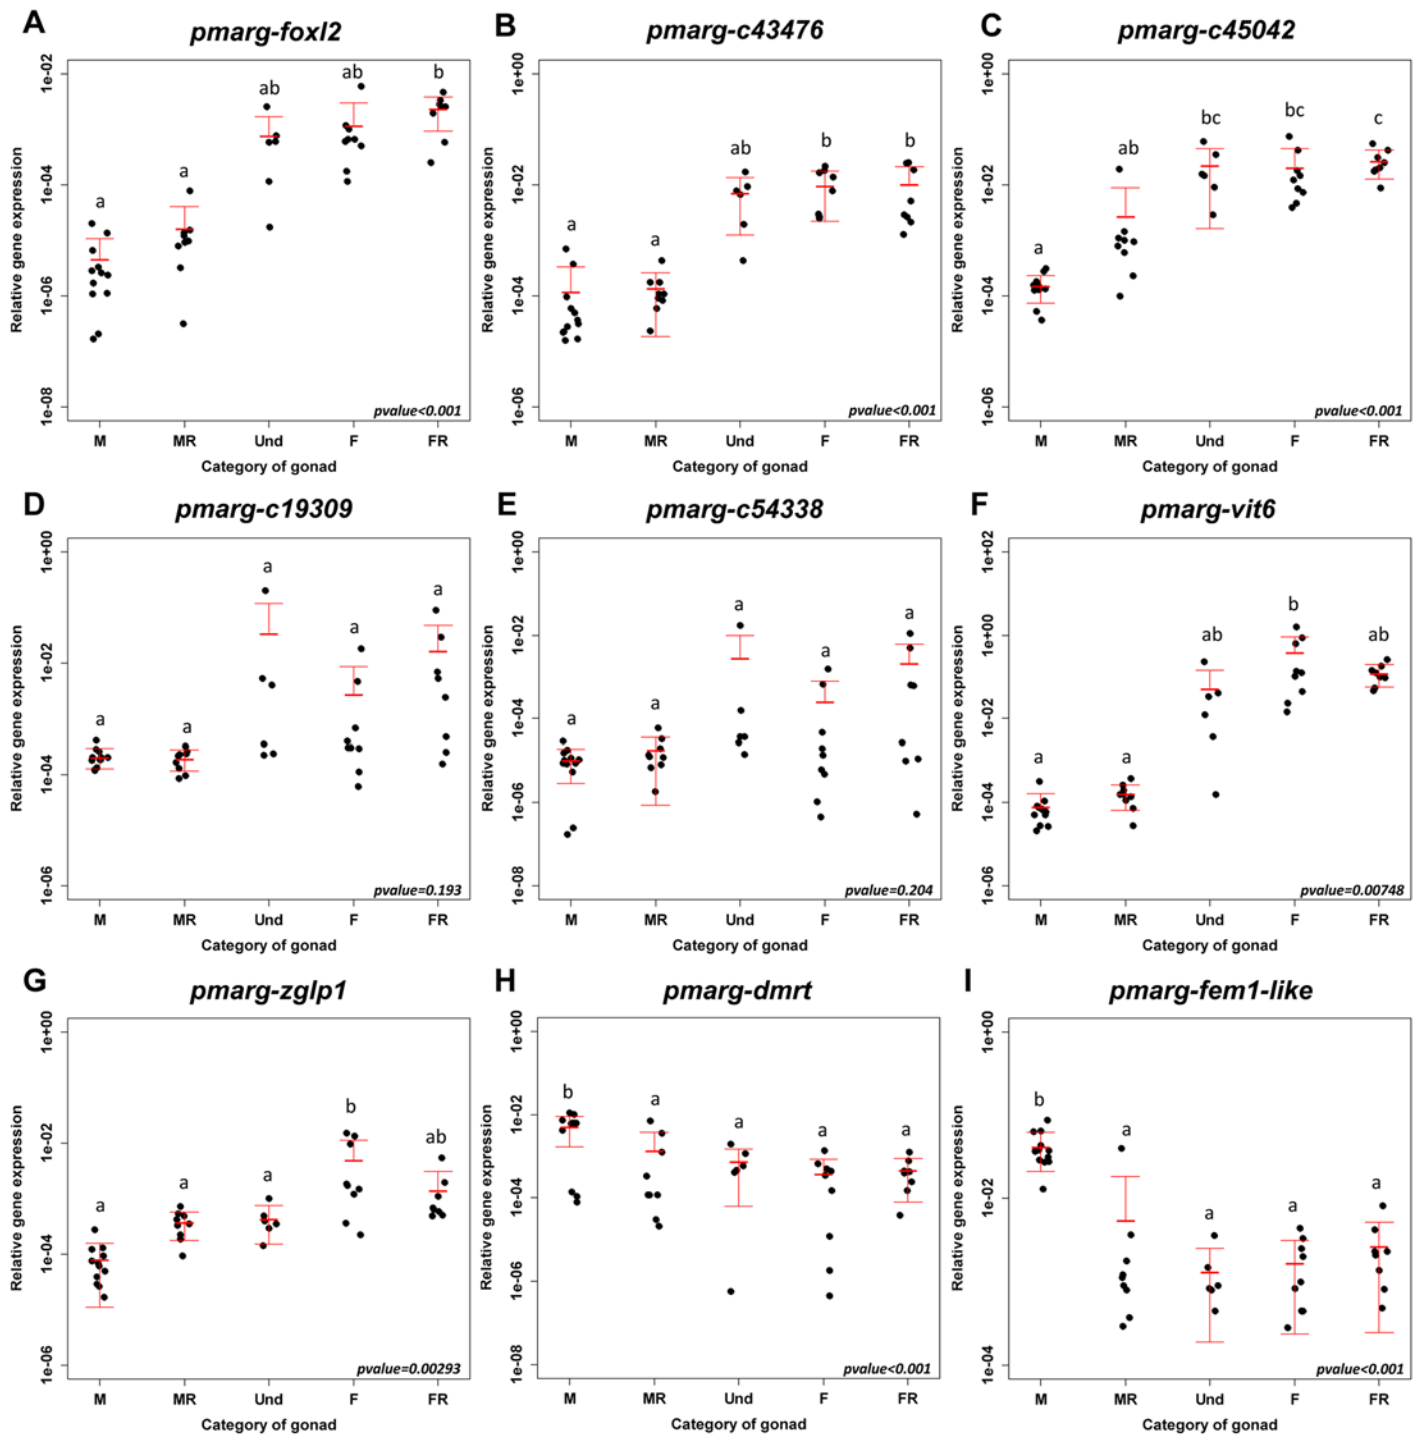 A
pmarg-foxl2
Relative gene expression
1e-02
1e-04
1e-06
1e-08
a
a
ab
ab
b
pvalue<0.001
M MR Und F FR
Category of gonad
B
pmarg-c43476
Relative gene expression
1e+00
1e-02
1e-04
1e-06
a
a
ab
b
b
pvalue<0.001
M MR Und F FR
Category of gonad
C
pmarg-c45042
Relative gene expression
1e+00
1e-02
1e-04
1e-06
a
ab
bc
bc
c
pvalue<0.001
M MR Und F FR
Category of gonad
D
pmarg-c19309
Relative gene expression
1e+00
1e-02
1e-04
1e-06
a
a
a
a
a
pvalue=0.193
M MR Und F FR
Category of gonad
E
pmarg-c54338
Relative gene expression
1e+00
1e-02
1e-04
1e-06
1e-08
a
a
a
a
a
pvalue=0.204
M MR Und F FR
Category of gonad
F
pmarg-vit6
Relative gene expression
1e+02
1e+00
1e-02
1e-04
1e-06
a
a
ab
b
ab
pvalue=0.00748
M MR Und F FR
Category of gonad
G
pmarg-zglp1
Relative gene expression
1e+00
1e-02
1e-04
1e-06
a
a
a
b
ab
pvalue=0.00293
M MR Und F FR
Category of gonad
H
pmarg-dmrt
Relative gene expression
1e+00
1e-02
1e-04
1e-06
1e-08
b
a
a
a
a
pvalue<0.001
M MR Und F FR
Category of gonad
I
pmarg-fem1-like
Relative gene expression
1e+00
1e-02
1e-04
b
a
a
a
a
pvalue<0.001
M MR Und F FR
Category of gonad